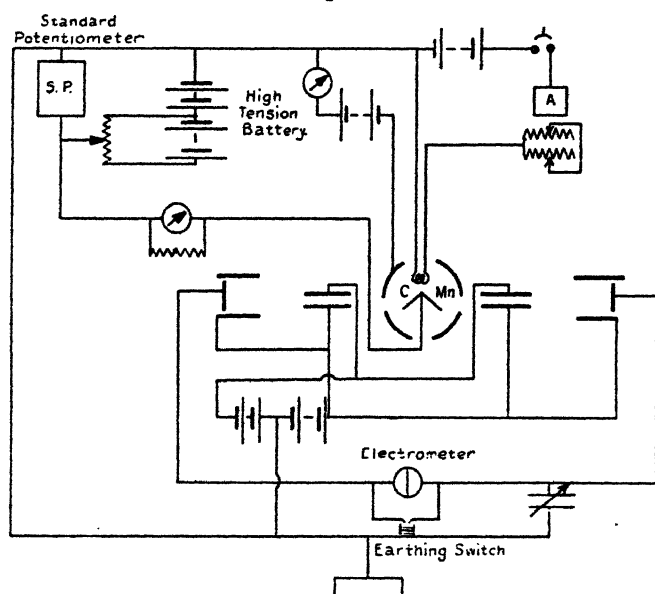 Standard
Potentiometer
S.P.
High
Tension
Battery.
A
C Mn
Electrometer
Earthing Switch